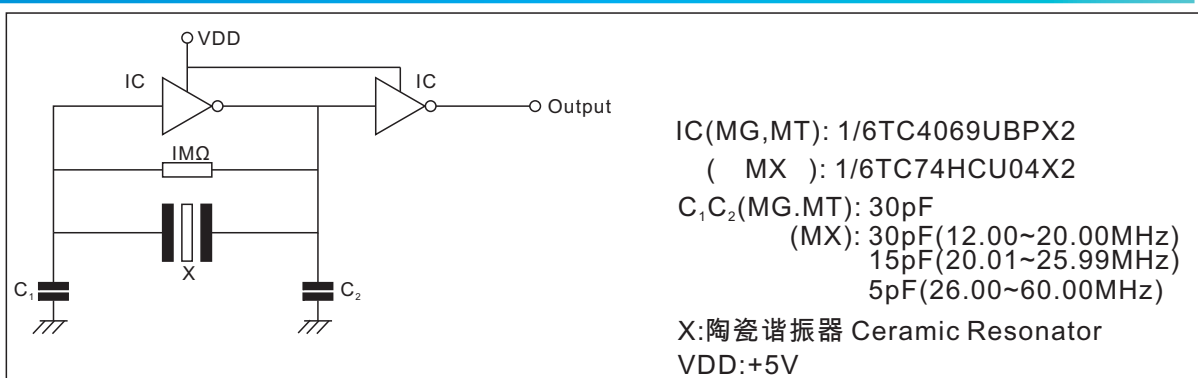 VDD
IC
IC
Output
IMΩ
X
C₁
C₂
IC(MG,MT): 1/6TC4069UBPX2
( MX ): 1/6TC74HCU04X2
C₁C₂(MG.MT): 30pF
(MX): 30pF(12.00~20.00MHz)
15pF(20.01~25.99MHz)
5pF(26.00~60.00MHz)
X:陶瓷谐振器 Ceramic Resonator
VDD:+5V